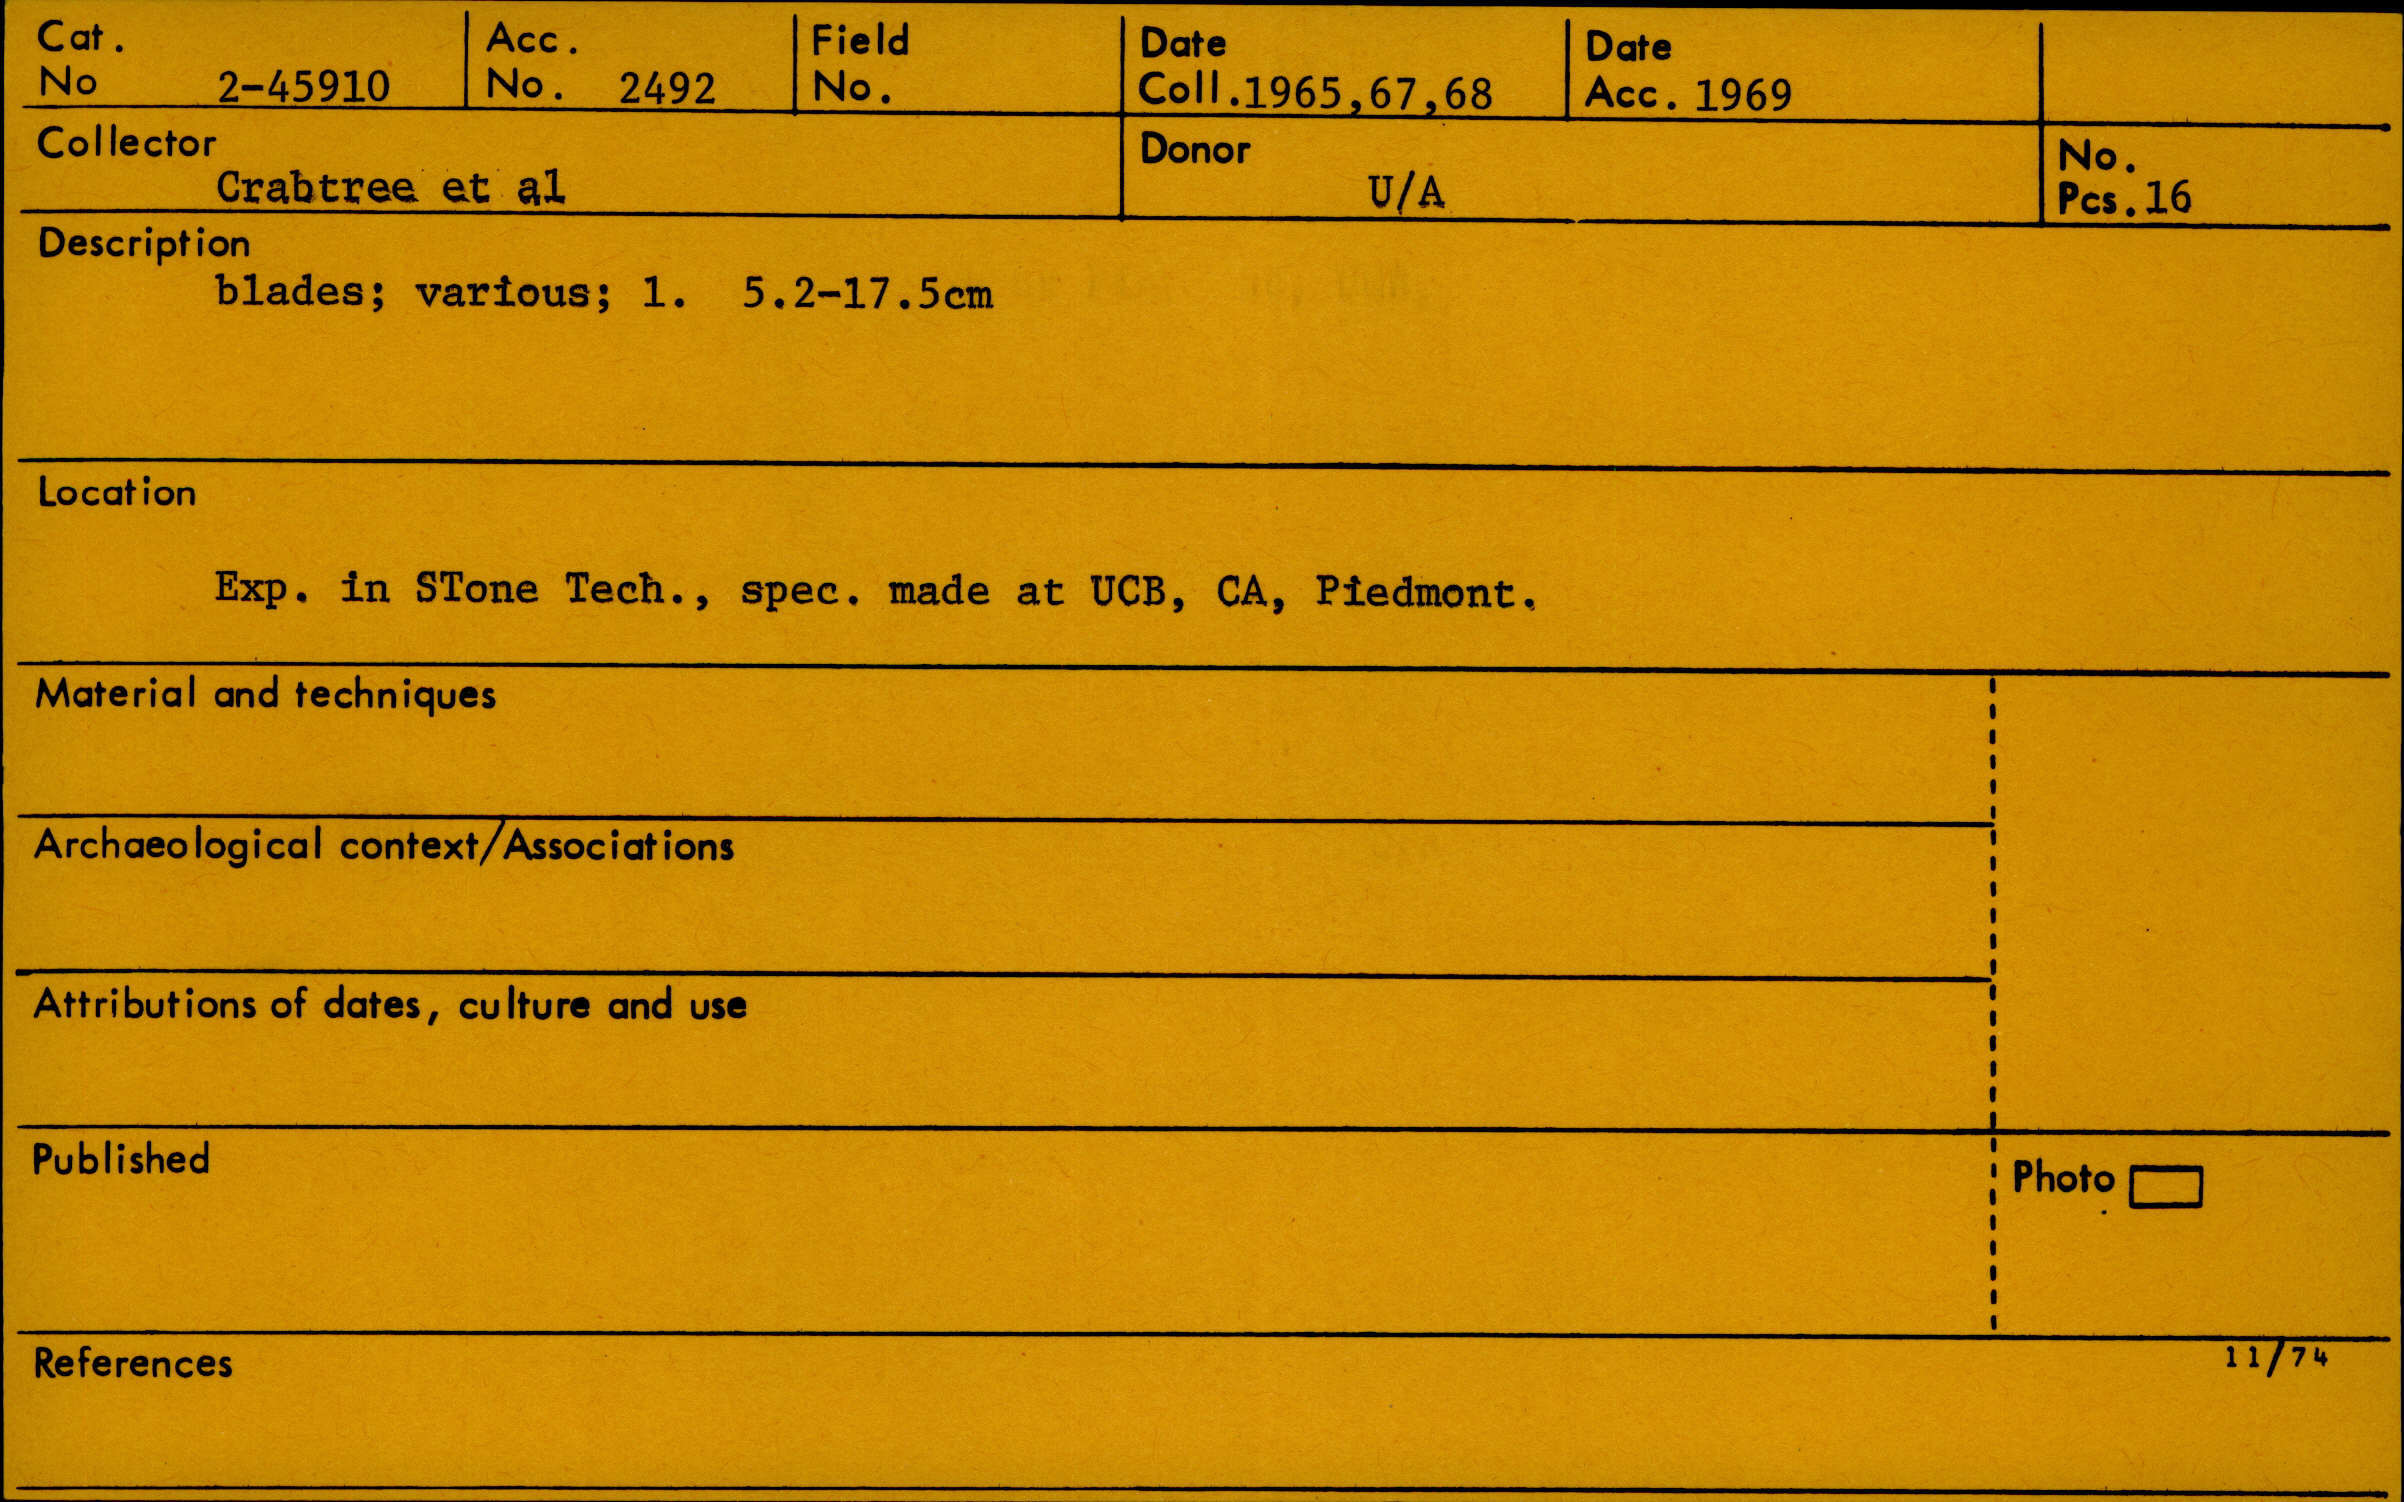 Cat. No 2-45910 Acc. No. 2492 Field No. Date Coll.1965,67,68 Date Acc. 1969
Collector
Crabtree et al
Donor
U/A
No. Pcs.16
Description
blades; various; 1. 5.2-17.5cm
Location
Exp. in STone Tech., spec. made at UCB, CA, Piedmont.
Material and techniques
Archaeological context/Associations
Attributions of dates, culture and use
Published
Photo
References
11/74